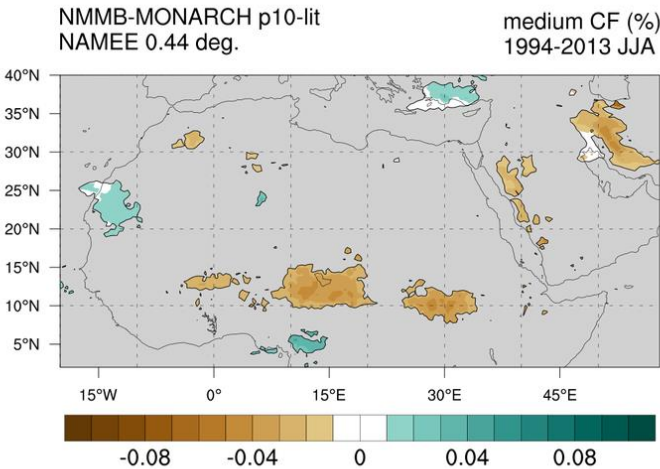 NMMB-MONARCH p10-lit
NAMEE 0.44 deg.
medium CF (%)
1994-2013 JJA
40°N
35°N
30°N
25°N
20°N
15°N
10°N
5°N
15°W 0° 15°E 30°E 45°E
-0.08 -0.04 0 0.04 0.08